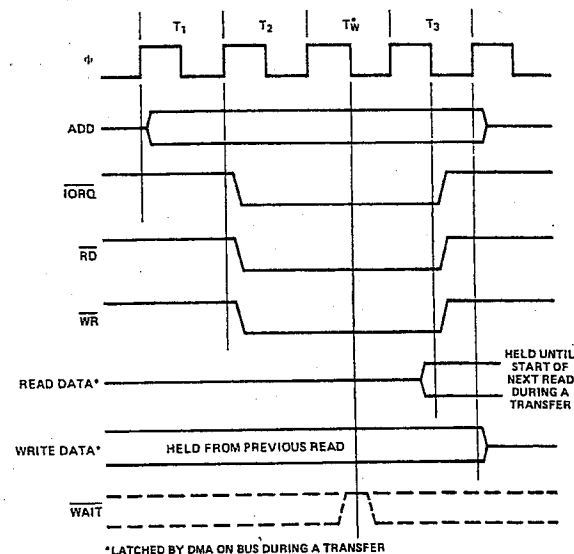 T1 T2 TW* T3
Φ
ADD
IORQ
RD
WR
READ DATA*
HELD UNTIL
START OF
NEXT READ
DURING A
TRANSFER
WRITE DATA*
HELD FROM PREVIOUS READ
WAIT
*LATCHED BY DMA ON BUS DURING A TRANSFER